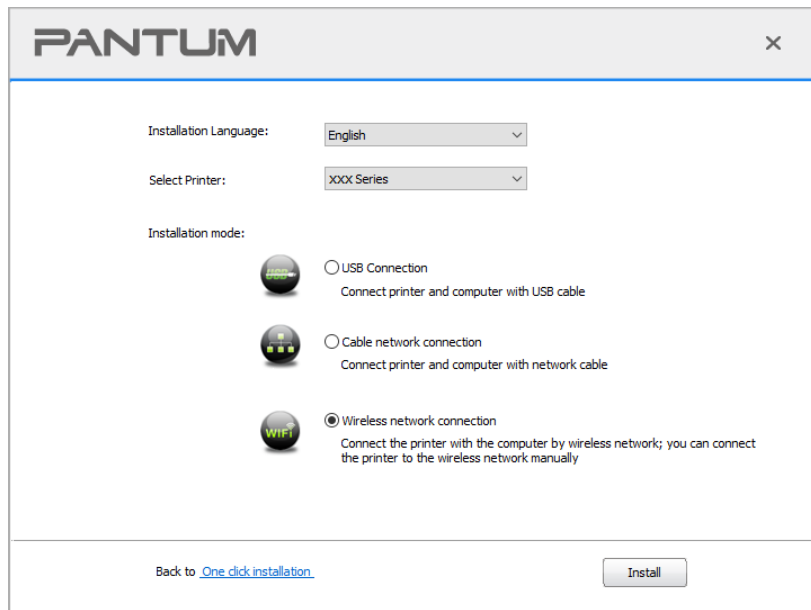 PANTUM
Installation Language:
English
Select Printer:
XXX Series
Installation mode:
USB
USB Connection
Connect printer and computer with USB cable
Cable network connection
Connect printer and computer with network cable
WiFi
Wireless network connection
Connect the printer with the computer by wireless network; you can connect
the printer to the wireless network manually
Back to One click installation
Install